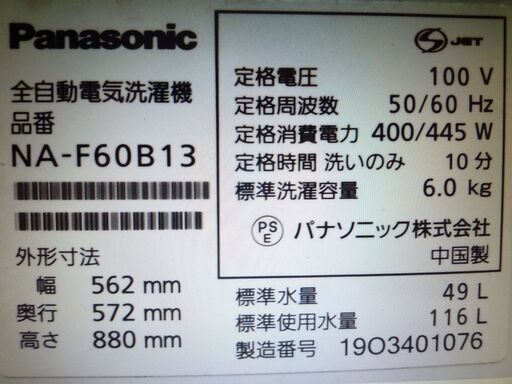 Panasonic
全自動電気洗濯機
品番
NA-F60B13
外形寸法
幅 562 mm
奥行 572 mm
高さ 880 mm
S JET
定格電圧 100 V
定格周波数 50/60 Hz
定格消費電力 400/445 W
定格時間 洗いのみ 10 分
標準洗濯容量 6.0 kg
PS E パナソニック株式会社
中国製
標準水量 49 L
標準使用水量 116 L
製造番号 19O3401076